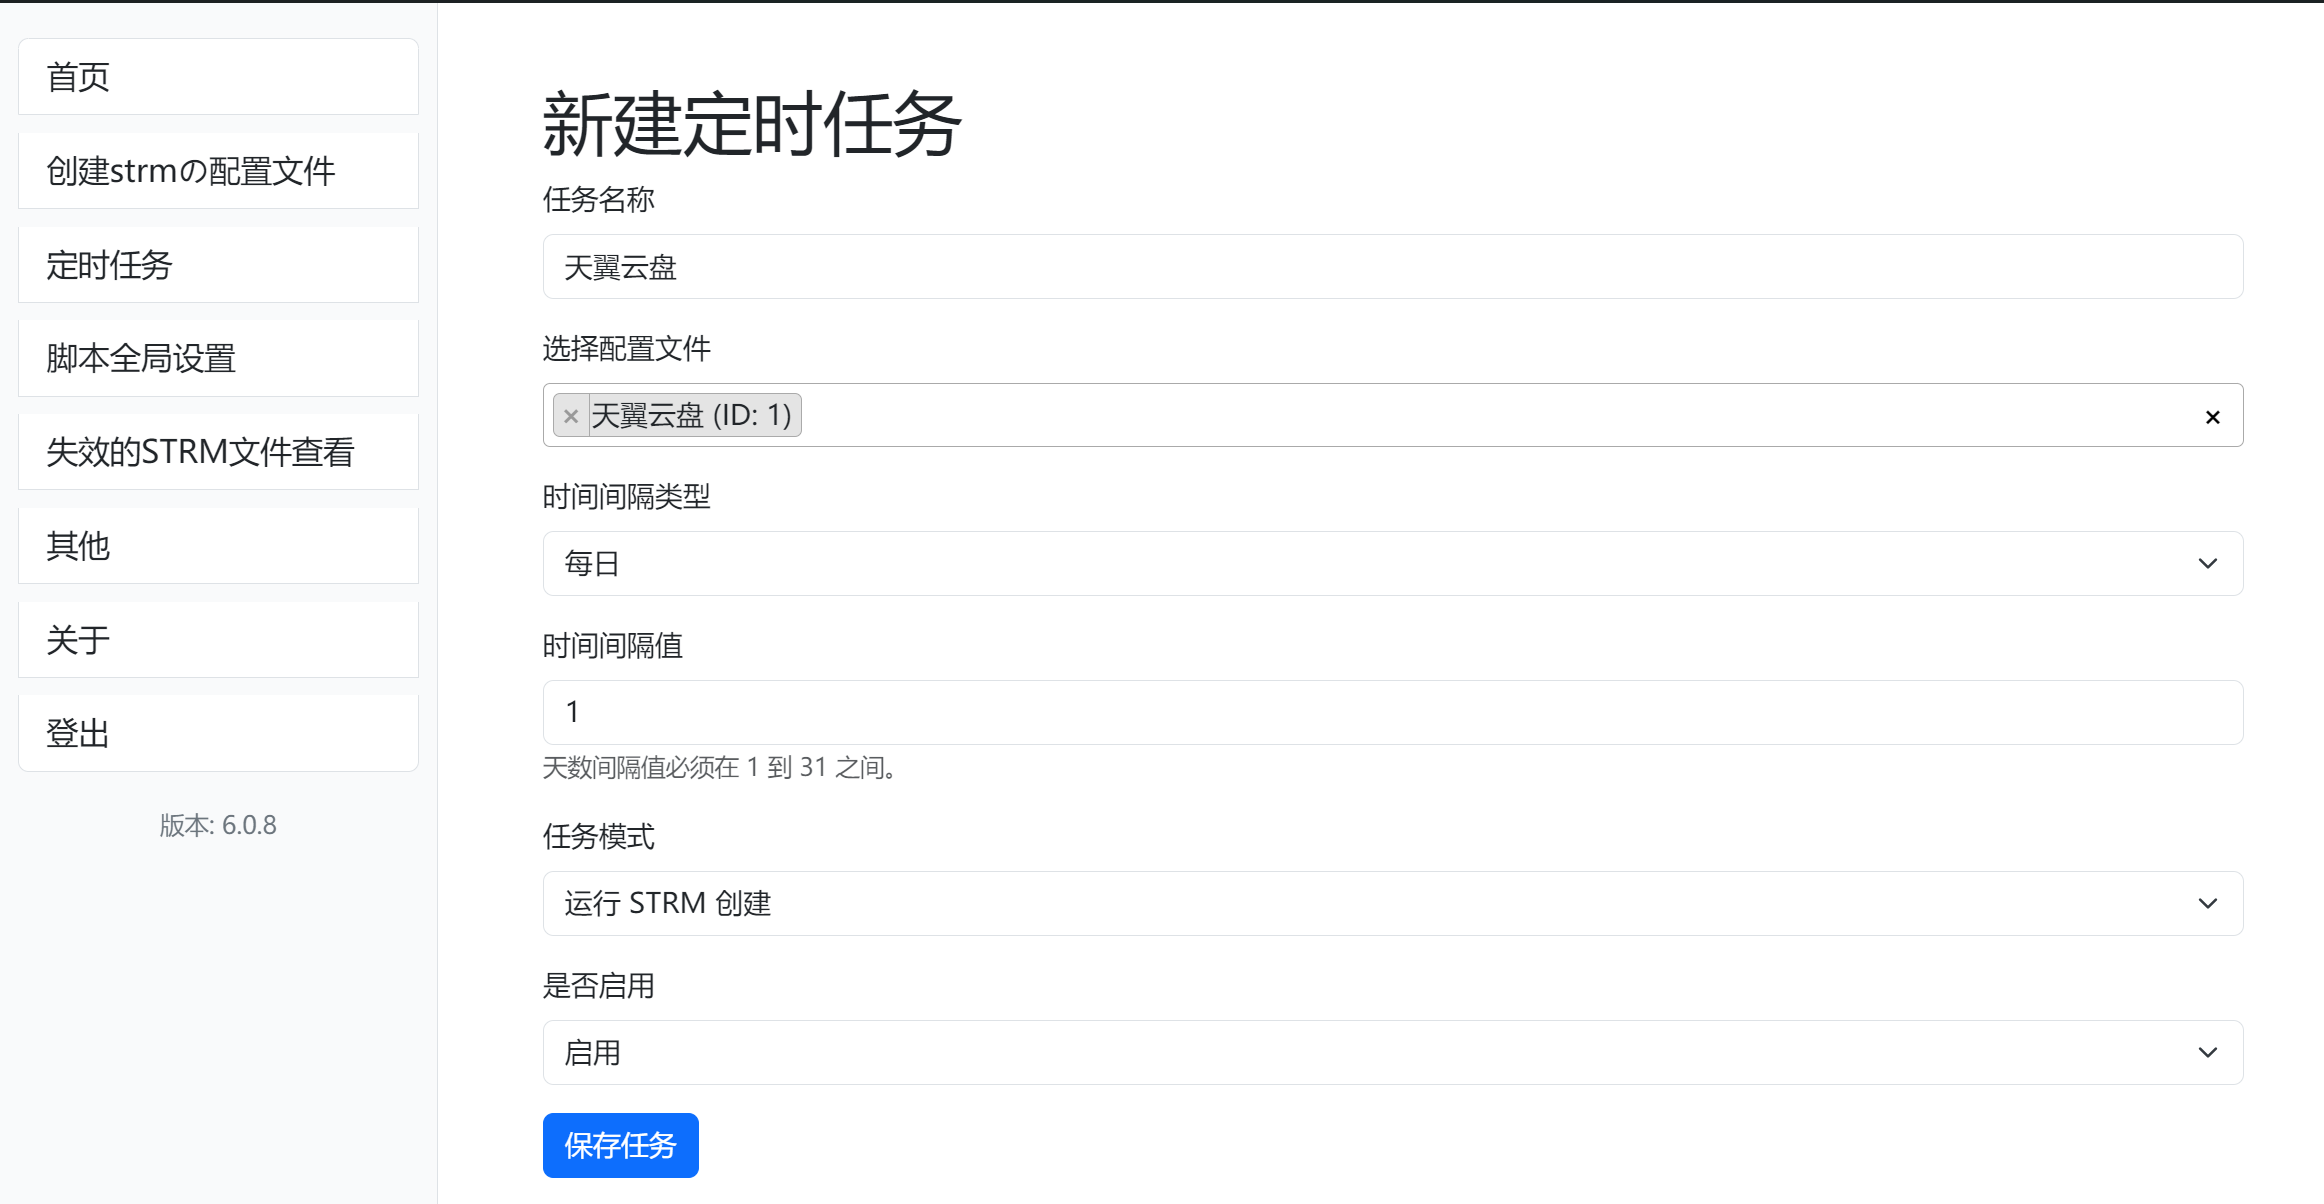 首页
创建strmの配置文件
定时任务
脚本全局设置
失效的STRM文件查看
其他
关于
登出
版本: 6.0.8
新建定时任务
任务名称
天翼云盘
选择配置文件
× 天翼云盘 (ID: 1) ×
时间间隔类型
每日
时间间隔值
1
天数间隔值必须在 1 到 31 之间。
任务模式
运行 STRM 创建
是否启用
启用
保存任务